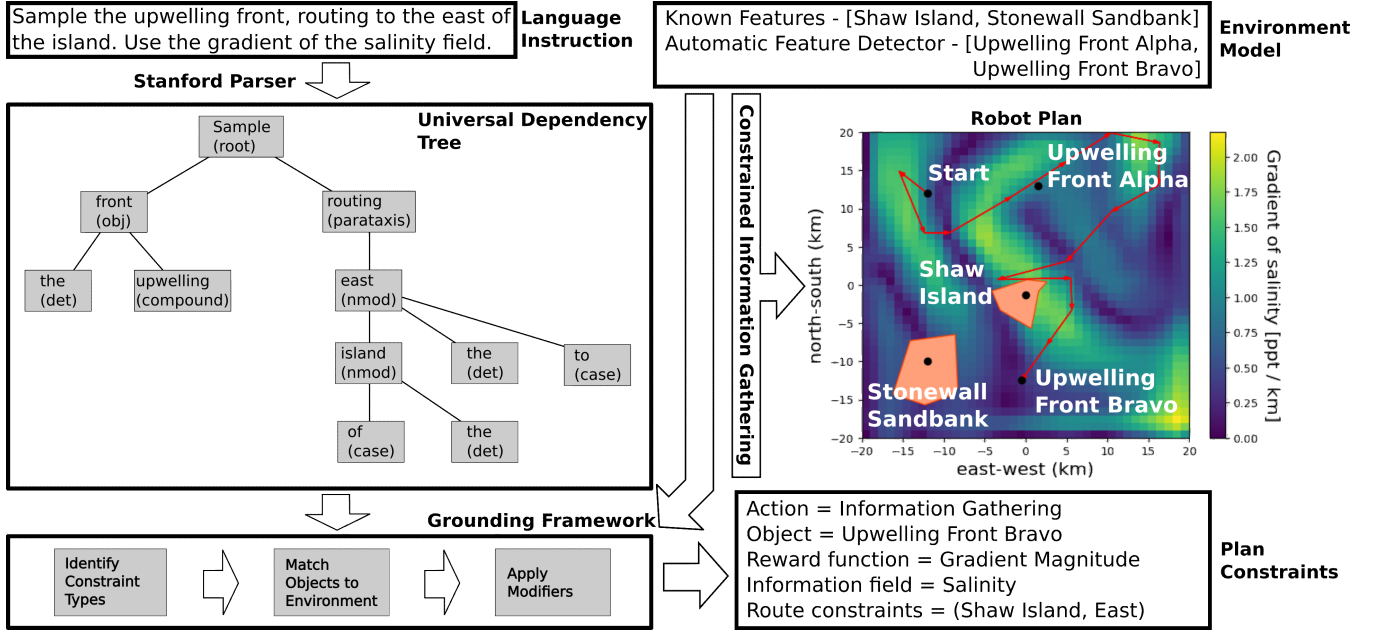 Sample the upwelling front, routing to the east of
the island. Use the gradient of the salinity field.
Language
Instruction
Known Features - [Shaw Island, Stonewall Sandbank]
Automatic Feature Detector - [Upwelling Front Alpha,
Upwelling Front Bravo]
Environment
Model
Stanford Parser
Universal Dependency
Tree
Sample
(root)
front
(obj)
routing
(parataxis)
the
(det)
upwelling
(compound)
east
(nmod)
island
(nmod)
the
(det)
to
(case)
of
(case)
the
(det)
Constrained Information Gathering
Robot Plan
Start
Upwelling
Front Alpha
Shaw
Island
Stonewall
Sandbank
Upwelling
Front Bravo
20
15
10
5
0
−5
−10
−15
−20
north-south (km)
−20 −15 −10 −5 0 5 10 15 20
east-west (km)
2.00
1.75
1.50
1.25
1.00
0.75
0.50
0.25
0.00
Gradient of salinity [ppt / km]
Grounding Framework
Identify
Constraint
Types
Match
Objects to
Environment
Apply
Modifiers
Action = Information Gathering
Object = Upwelling Front Bravo
Reward function = Gradient Magnitude
Information field = Salinity
Route constraints = (Shaw Island, East)
Plan
Constraints